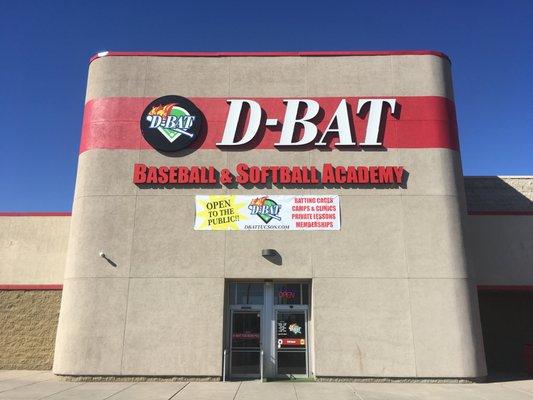 D-BAT
D-BAT
BASEBALL & SOFTBALL ACADEMY
OPEN
TO THE
PUBLIC!!
D-BAT
DBATTUCSON.COM
BATTING CAGES
CAMPS & CLINICS
PRIVATE LESSONS
MEMBERSHIPS
OPEN